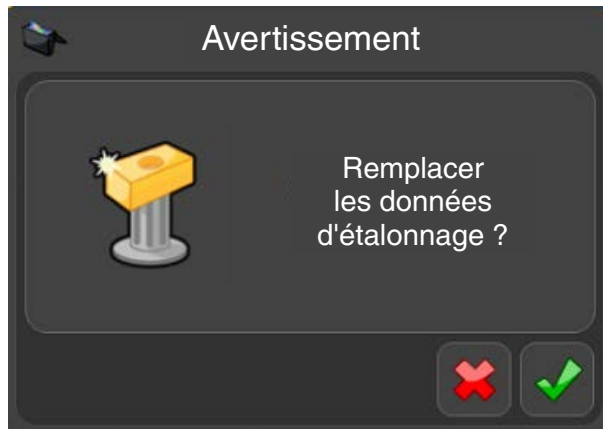 Avertissement
Remplacer
les données
d'étalonnage ?